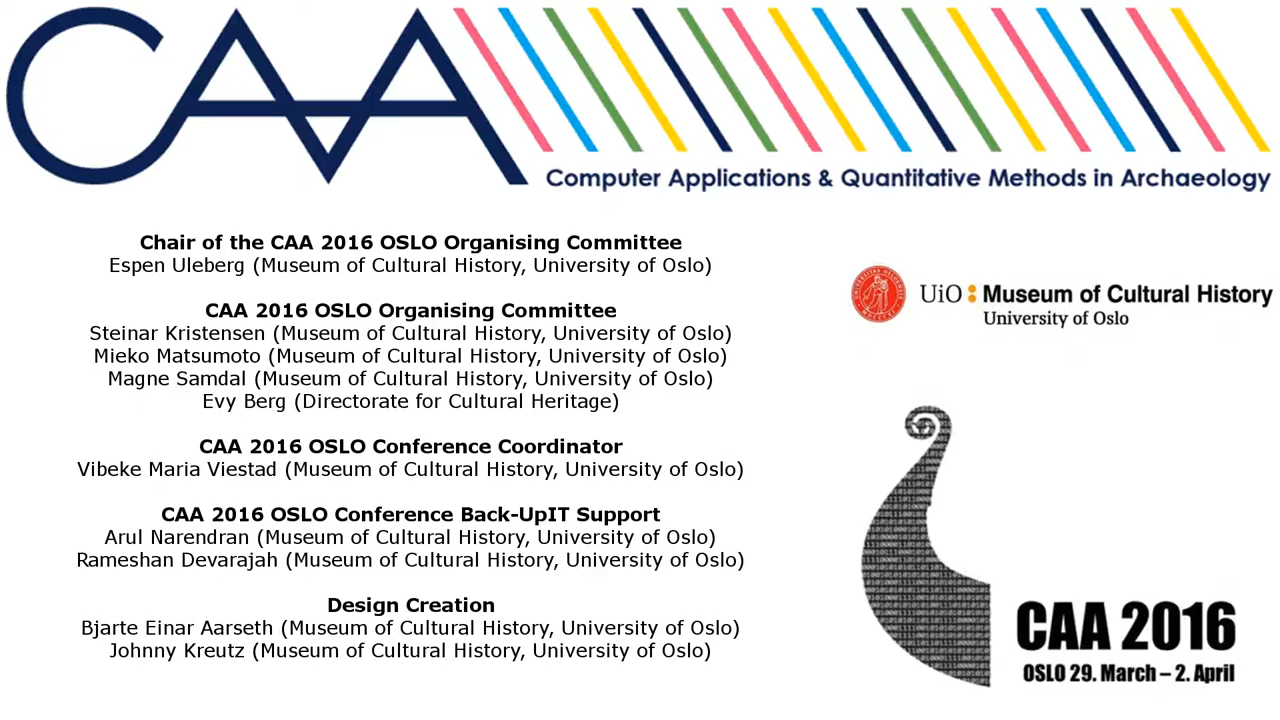 CAA
Computer Applications & Quantitative Methods in Archaeology
Chair of the CAA 2016 OSLO Organising Committee
Espen Uleberg (Museum of Cultural History, University of Oslo)
CAA 2016 OSLO Organising Committee
Steinar Kristensen (Museum of Cultural History, University of Oslo)
Mieko Matsumoto (Museum of Cultural History, University of Oslo)
Magne Samdal (Museum of Cultural History, University of Oslo)
Evy Berg (Directorate for Cultural Heritage)
CAA 2016 OSLO Conference Coordinator
Vibeke Maria Viestad (Museum of Cultural History, University of Oslo)
CAA 2016 OSLO Conference Back-UpIT Support
Arul Narendran (Museum of Cultural History, University of Oslo)
Rameshan Devarajah (Museum of Cultural History, University of Oslo)
Design Creation
Bjarte Einar Aarseth (Museum of Cultural History, University of Oslo)
Johnny Kreutz (Museum of Cultural History, University of Oslo)
UiO : Museum of Cultural History
University of Oslo
CAA 2016
OSLO 29. March – 2. April